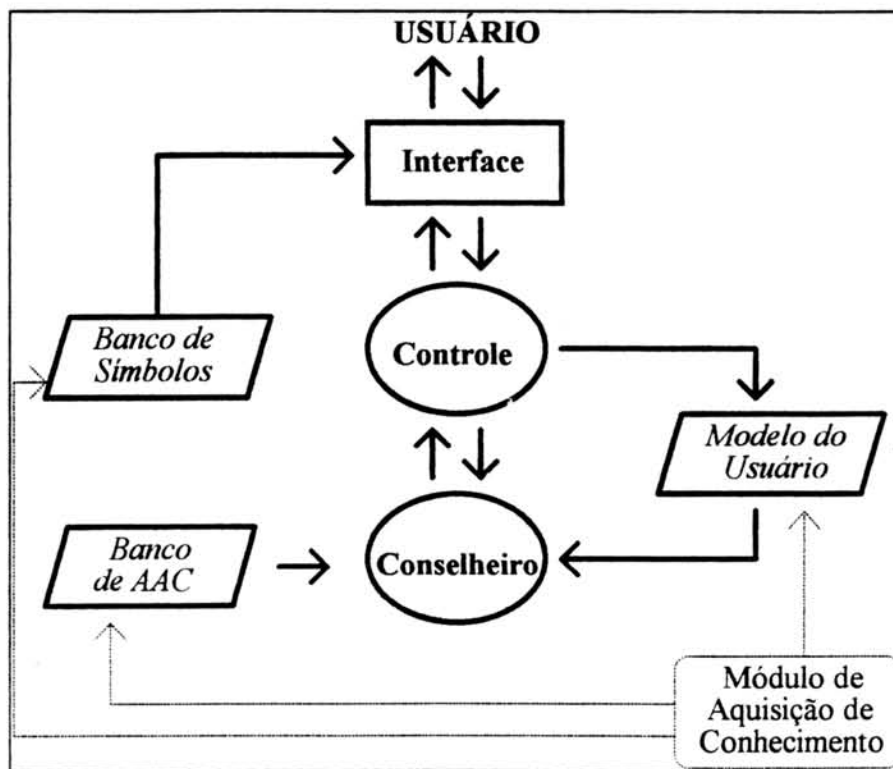 USUÁRIO
Interface
Banco de
Símbolos
Controle
Modelo do
Usuário
Banco
de AAC
Conselheiro
Módulo de
Aquisição de
Conhecimento